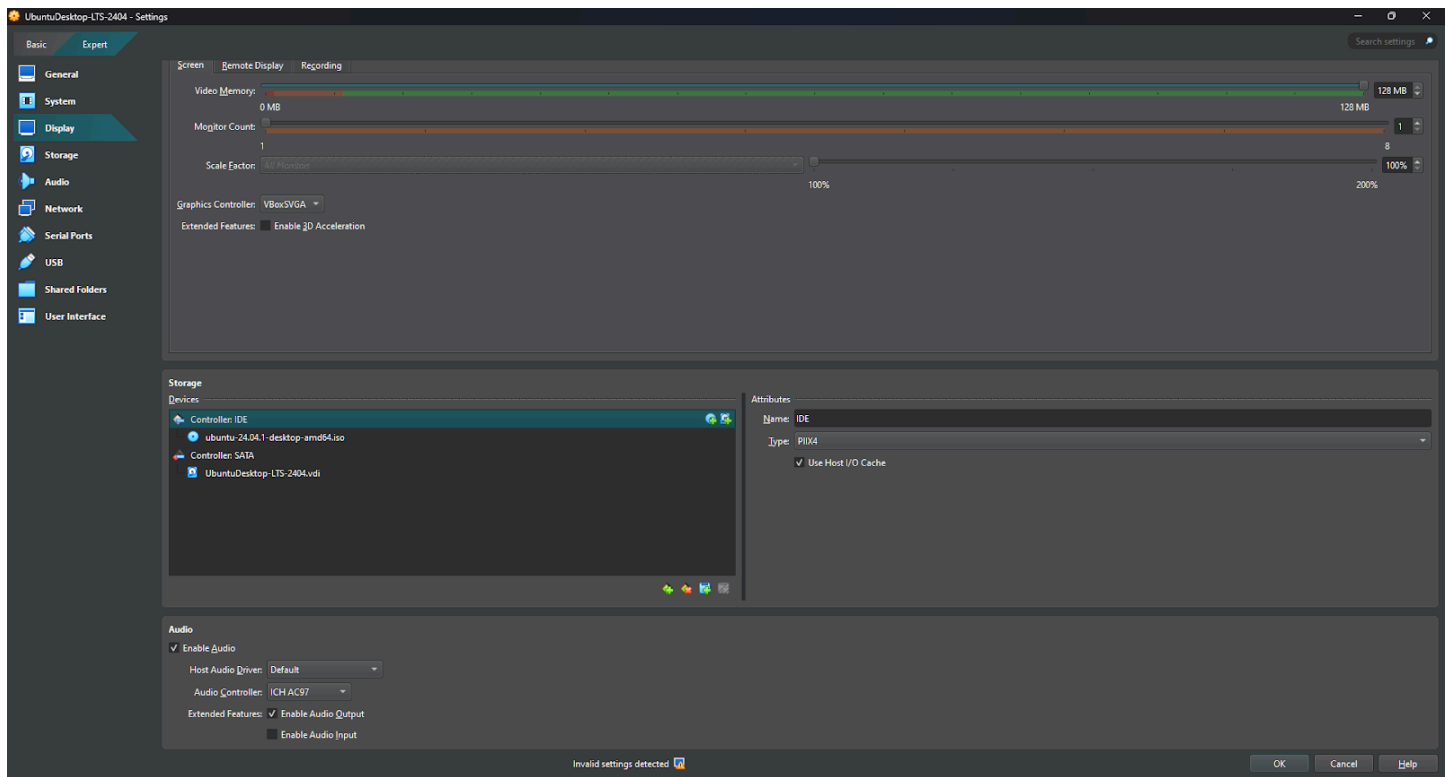 UbuntuDesktop-LTS-2404 - Settings
Basic Expert Search settings
General
System
Display
Storage
Audio
Network
Serial Ports
USB
Shared Folders
User Interface
Screen Remote Display Recording
Video Memory: 128 MB
0 MB 128 MB
Monitor Count: 1
1 8
Scale Factor: All Monitors 100%
100% 200%
Graphics Controller: VBoxSVGA
Extended Features: Enable 3D Acceleration
Storage
Devices
Controller: IDE
ubuntu-24.04.1-desktop-amd64.iso
Controller: SATA
UbuntuDesktop-LTS-2404.vdi
Attributes
Name: IDE
Type: PIIX4
Use Host I/O Cache
Audio
Enable Audio
Host Audio Driver: Default
Audio Controller: ICH AC97
Extended Features: Enable Audio Output
Enable Audio Input
Invalid settings detected
OK Cancel Help